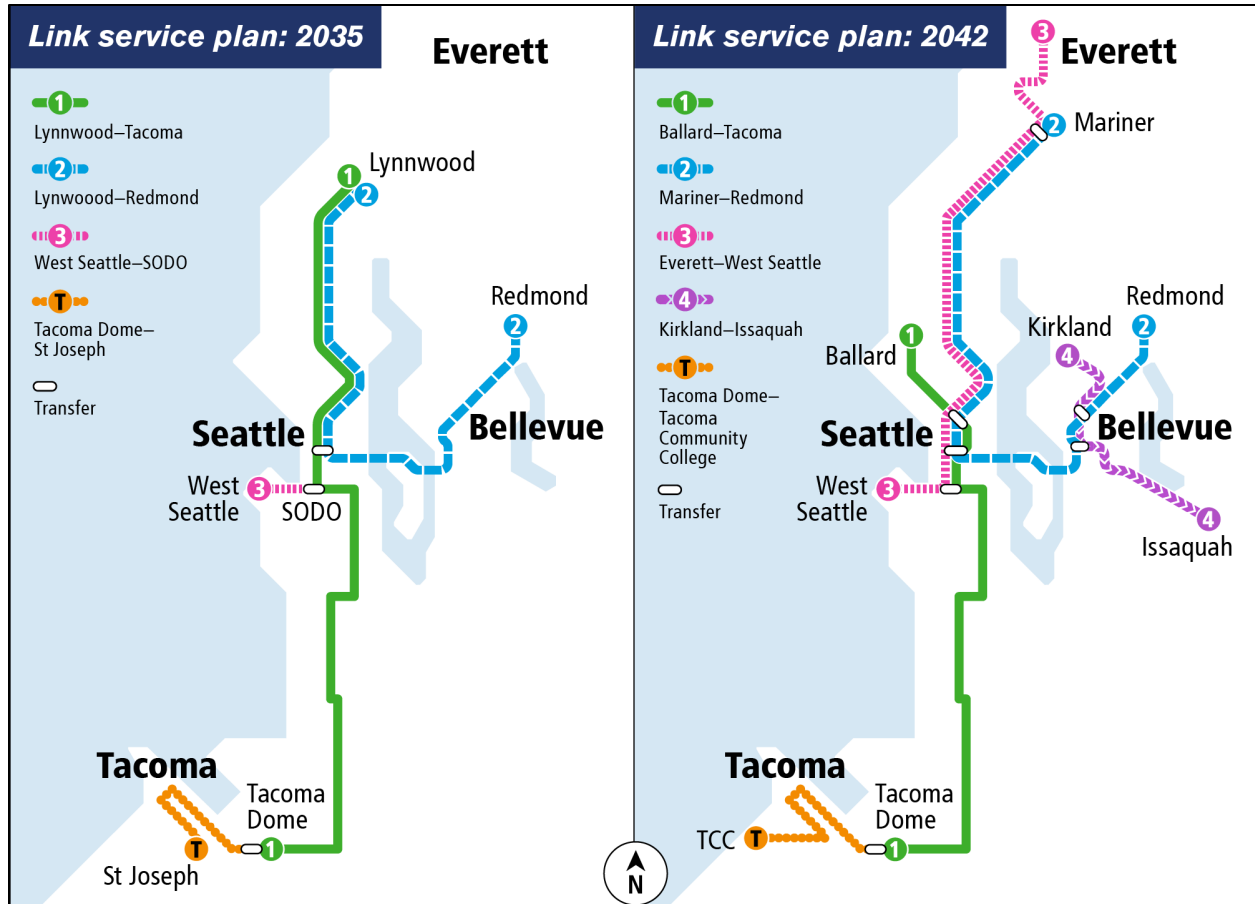 Link service plan: 2035
Everett
1
Lynnwood–Tacoma
2
Lynwoood–Redmond
3
West Seattle–SODO
T
Tacoma Dome–
St Joseph
Transfer
1
Lynnwood
2
Redmond
2
Seattle
Bellevue
West
Seattle
3
SODO
Tacoma
Tacoma
Dome
T
1
St Joseph
Link service plan: 2042
3
Everett
1
Ballard–Tacoma
2
Mariner–Redmond
3
Everett–West Seattle
4
Kirkland–Issaquah
T
Tacoma Dome–
Tacoma
Community
College
Transfer
2
Mariner
Redmond
2
Kirkland
4
1
Ballard
Seattle
Bellevue
West
Seattle
3
4
Issaquah
Tacoma
Tacoma
Dome
TCC
T
1
N